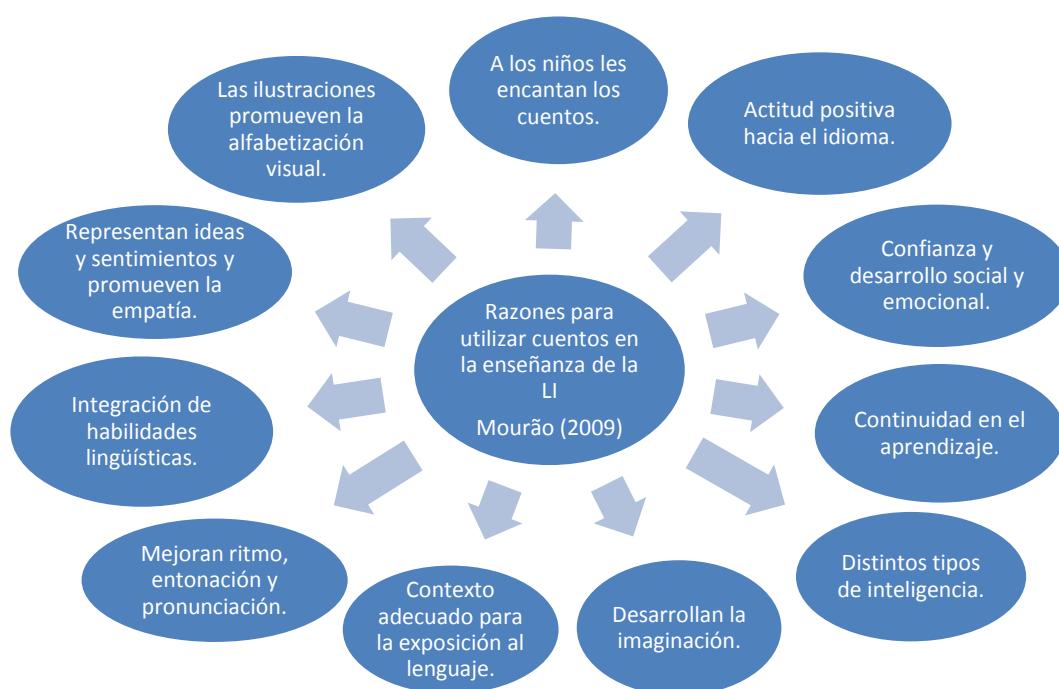 Razones para
utilizar cuentos en
la enseñanza de la
LI
Mourão (2009)
A los niños les
encantan los
cuentos.
Actitud positiva
hacia el idioma.
Confianza y
desarrollo social y
emocional.
Continuidad en el
aprendizaje.
Distintos tipos
de inteligencia.
Desarrollan la
imaginación.
Contexto
adecuado para
la exposición al
lenguaje.
Mejoran ritmo,
entonación y
pronunciación.
Integración de
habilidades
lingüísticas.
Representan ideas
y sentimientos y
promueven la
empatía.
Las ilustraciones
promueven la
alfabetización
visual.